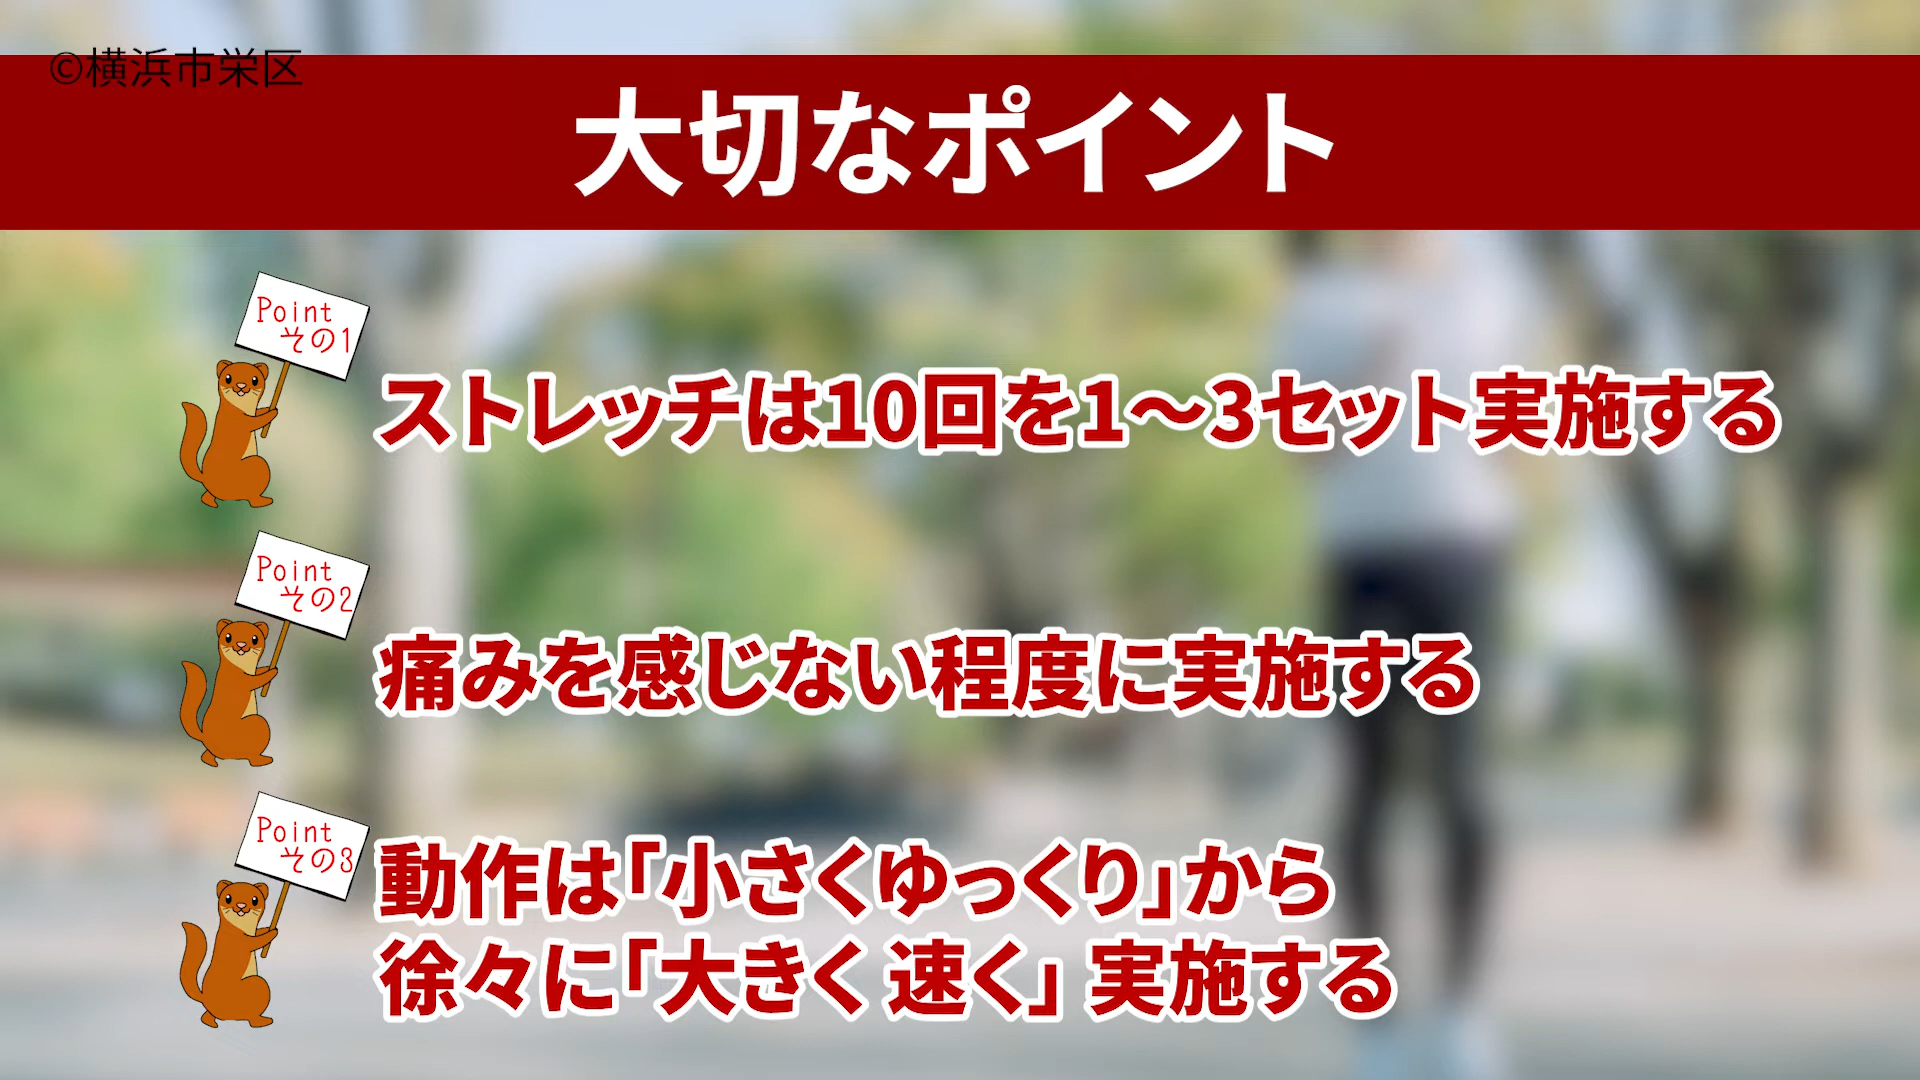 ©横浜市栄区
大切なポイント
Point
その1
ストレッチは10回を1～3セット実施する
Point
その2
痛みを感じない程度に実施する
Point
その3
動作は「小さくゆっくり」から
徐々に「大きく 速く」 実施する